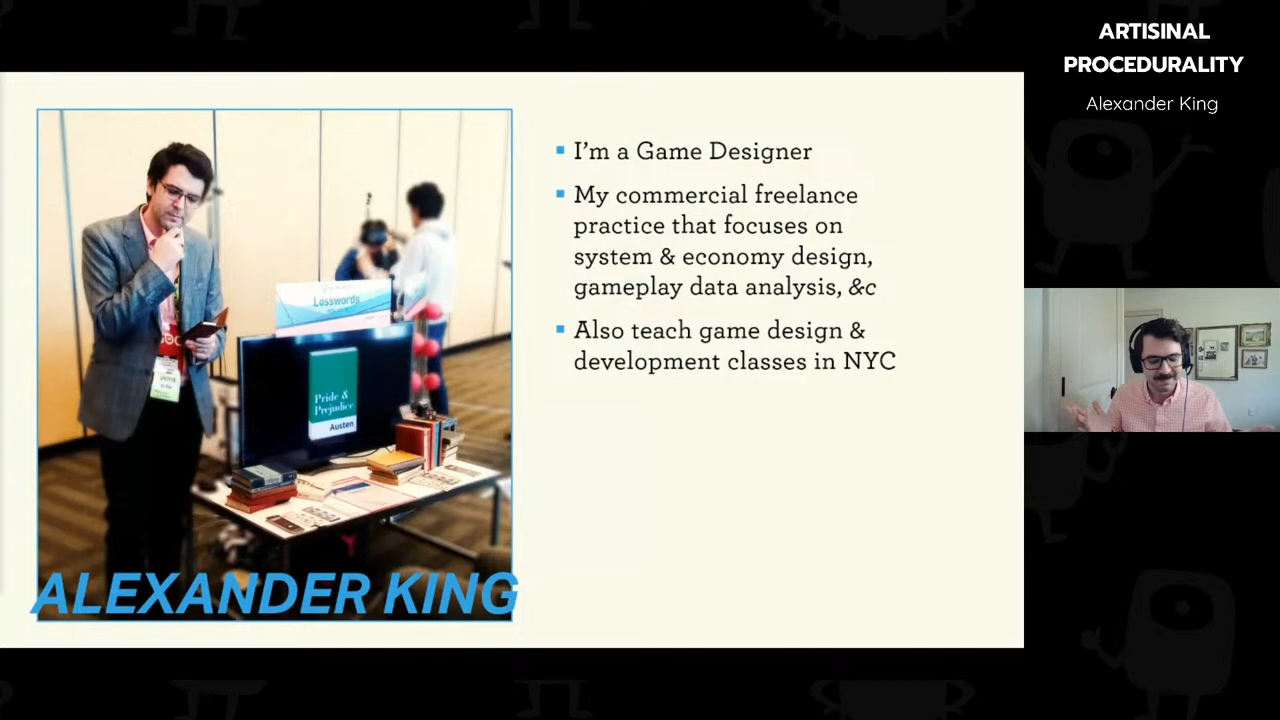 ARTISINAL
PROCEDURALITY
Alexander King
I'm a Game Designer
My commercial freelance
practice that focuses on
system & economy design,
gameplay data analysis, &c
Also teach game design &
development classes in NYC
Losswords
Pride &
Prejudice
Austen
ALEXANDER KING